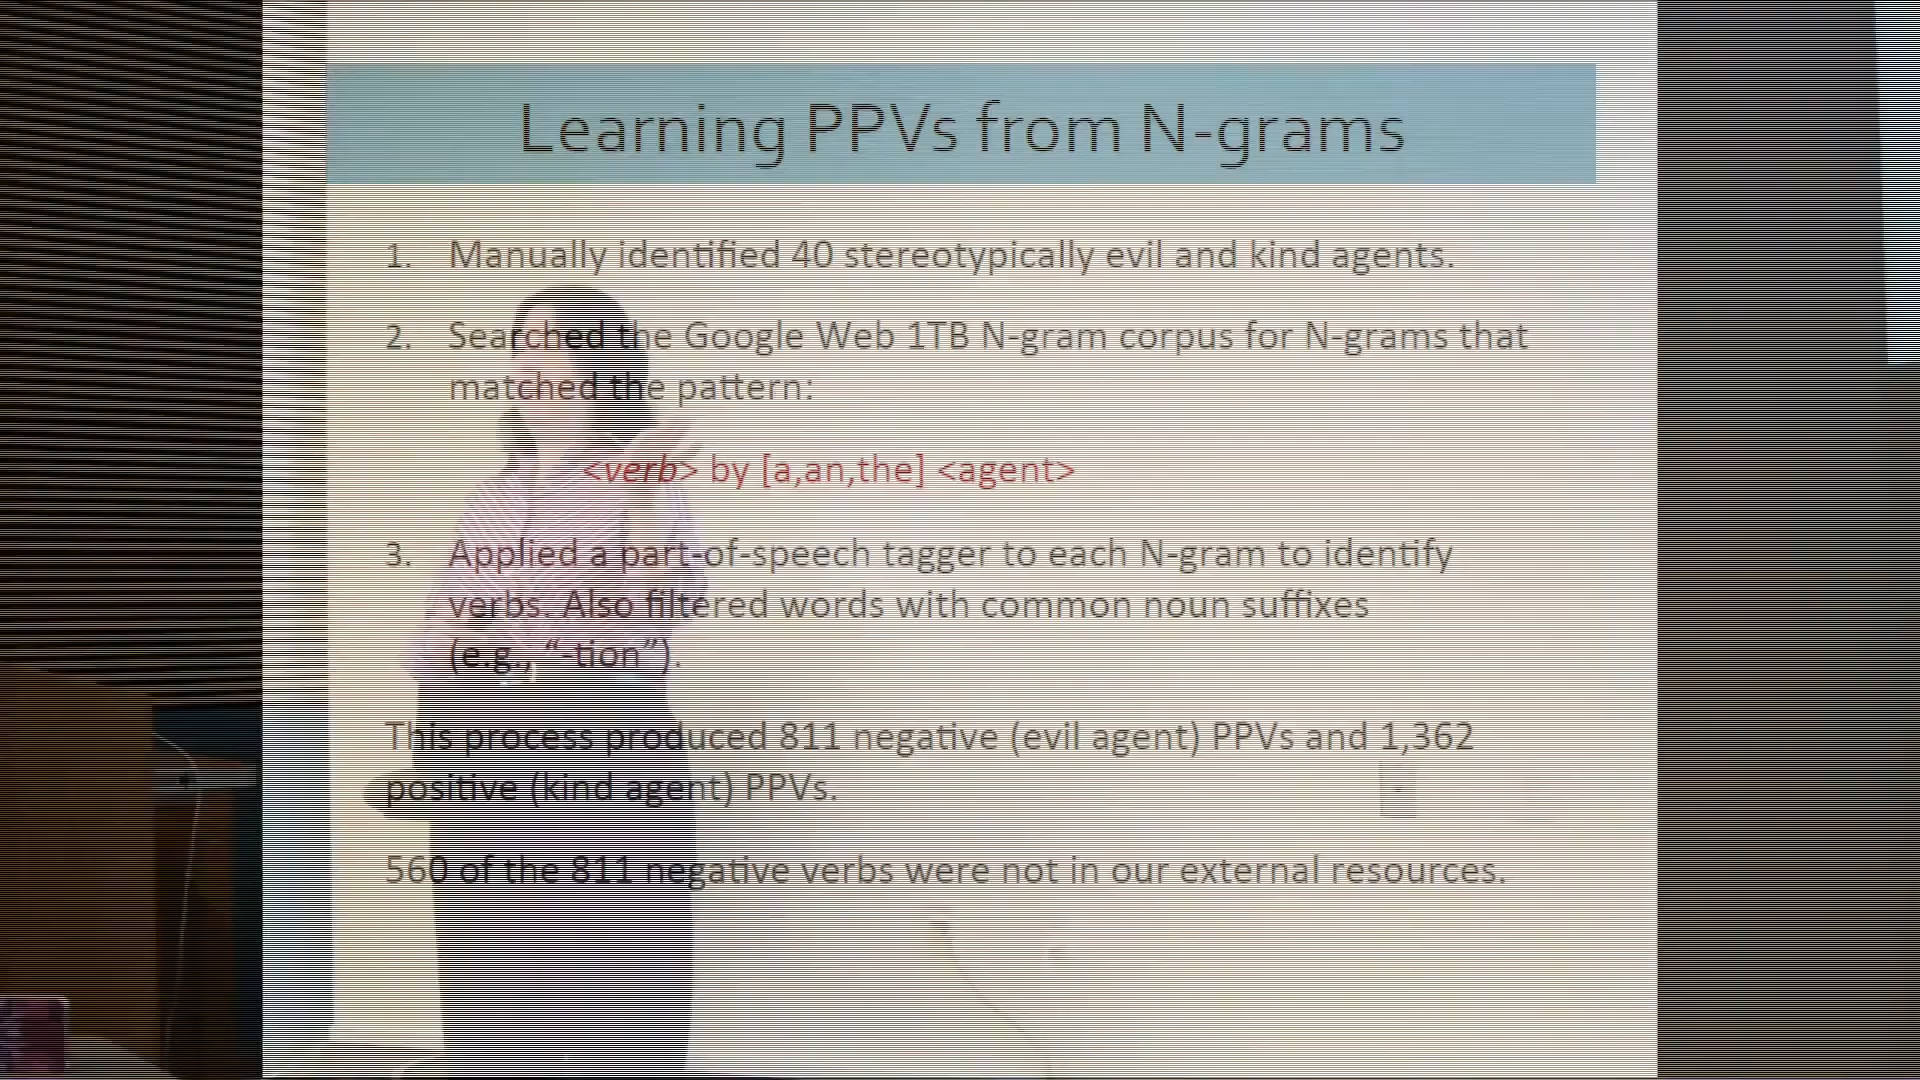 Learning PPVs from N-grams
1. Manually identified 40 stereotypically evil and kind agents.
2. Searched the Google Web 1TB N-gram corpus for N-grams that
matched the pattern:
<verb> by [a,an,the] <agent>
3. Applied a part-of-speech tagger to each N-gram to identify
verbs. Also filtered words with common noun suffixes
(e.g., “-tion”).
This process produced 811 negative (evil agent) PPVs and 1,362
positive (kind agent) PPVs.
560 of the 811 negative verbs were not in our external resources.